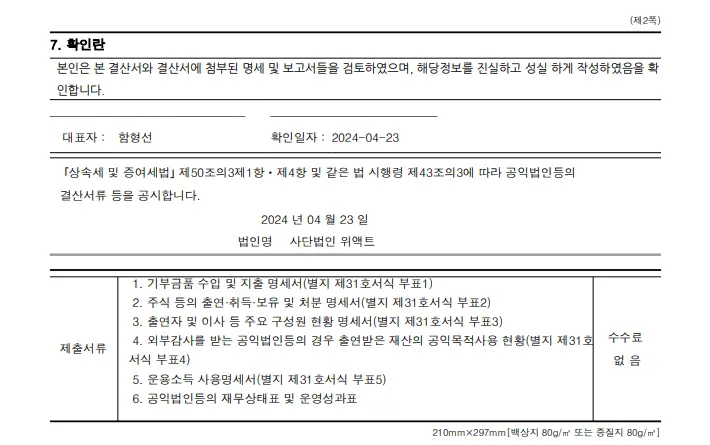 (제2쪽)
7. 확인란
본인은 본 결산서와 결산서에 첨부된 명세 및 보고서들을 검토하였으며, 해당정보를 진실하고 성실 하게 작성하였음을 확
인합니다.
대표자 : 함형선 확인일자 : 2024-04-23
「상속세 및 증여세법」 제50조의3제1항·제4항 및 같은 법 시행령 제43조의3에 따라 공익법인등의
결산서류 등을 공시합니다.
2024 년 04 월 23 일
법인명 사단법인 위액트
제출서류
1. 기부금품 수입 및 지출 명세서(별지 제31호서식 부표1)
2. 주식 등의 출연·취득·보유 및 처분 명세서(별지 제31호서식 부표2)
3. 출연자 및 이사 등 주요 구성원 현황 명세서(별지 제31호서식 부표3)
4. 외부감사를 받는 공익법인등의 경우 출연받은 재산의 공익목적사용 현황(별지 제31호
서식 부표4)
5. 운용소득 사용명세서(별지 제31호서식 부표5)
6. 공익법인등의 재무상태표 및 운영성과표
수수료
없 음
210mm×297mm[백상지 80g/㎡ 또는 중질지 80g/㎡]